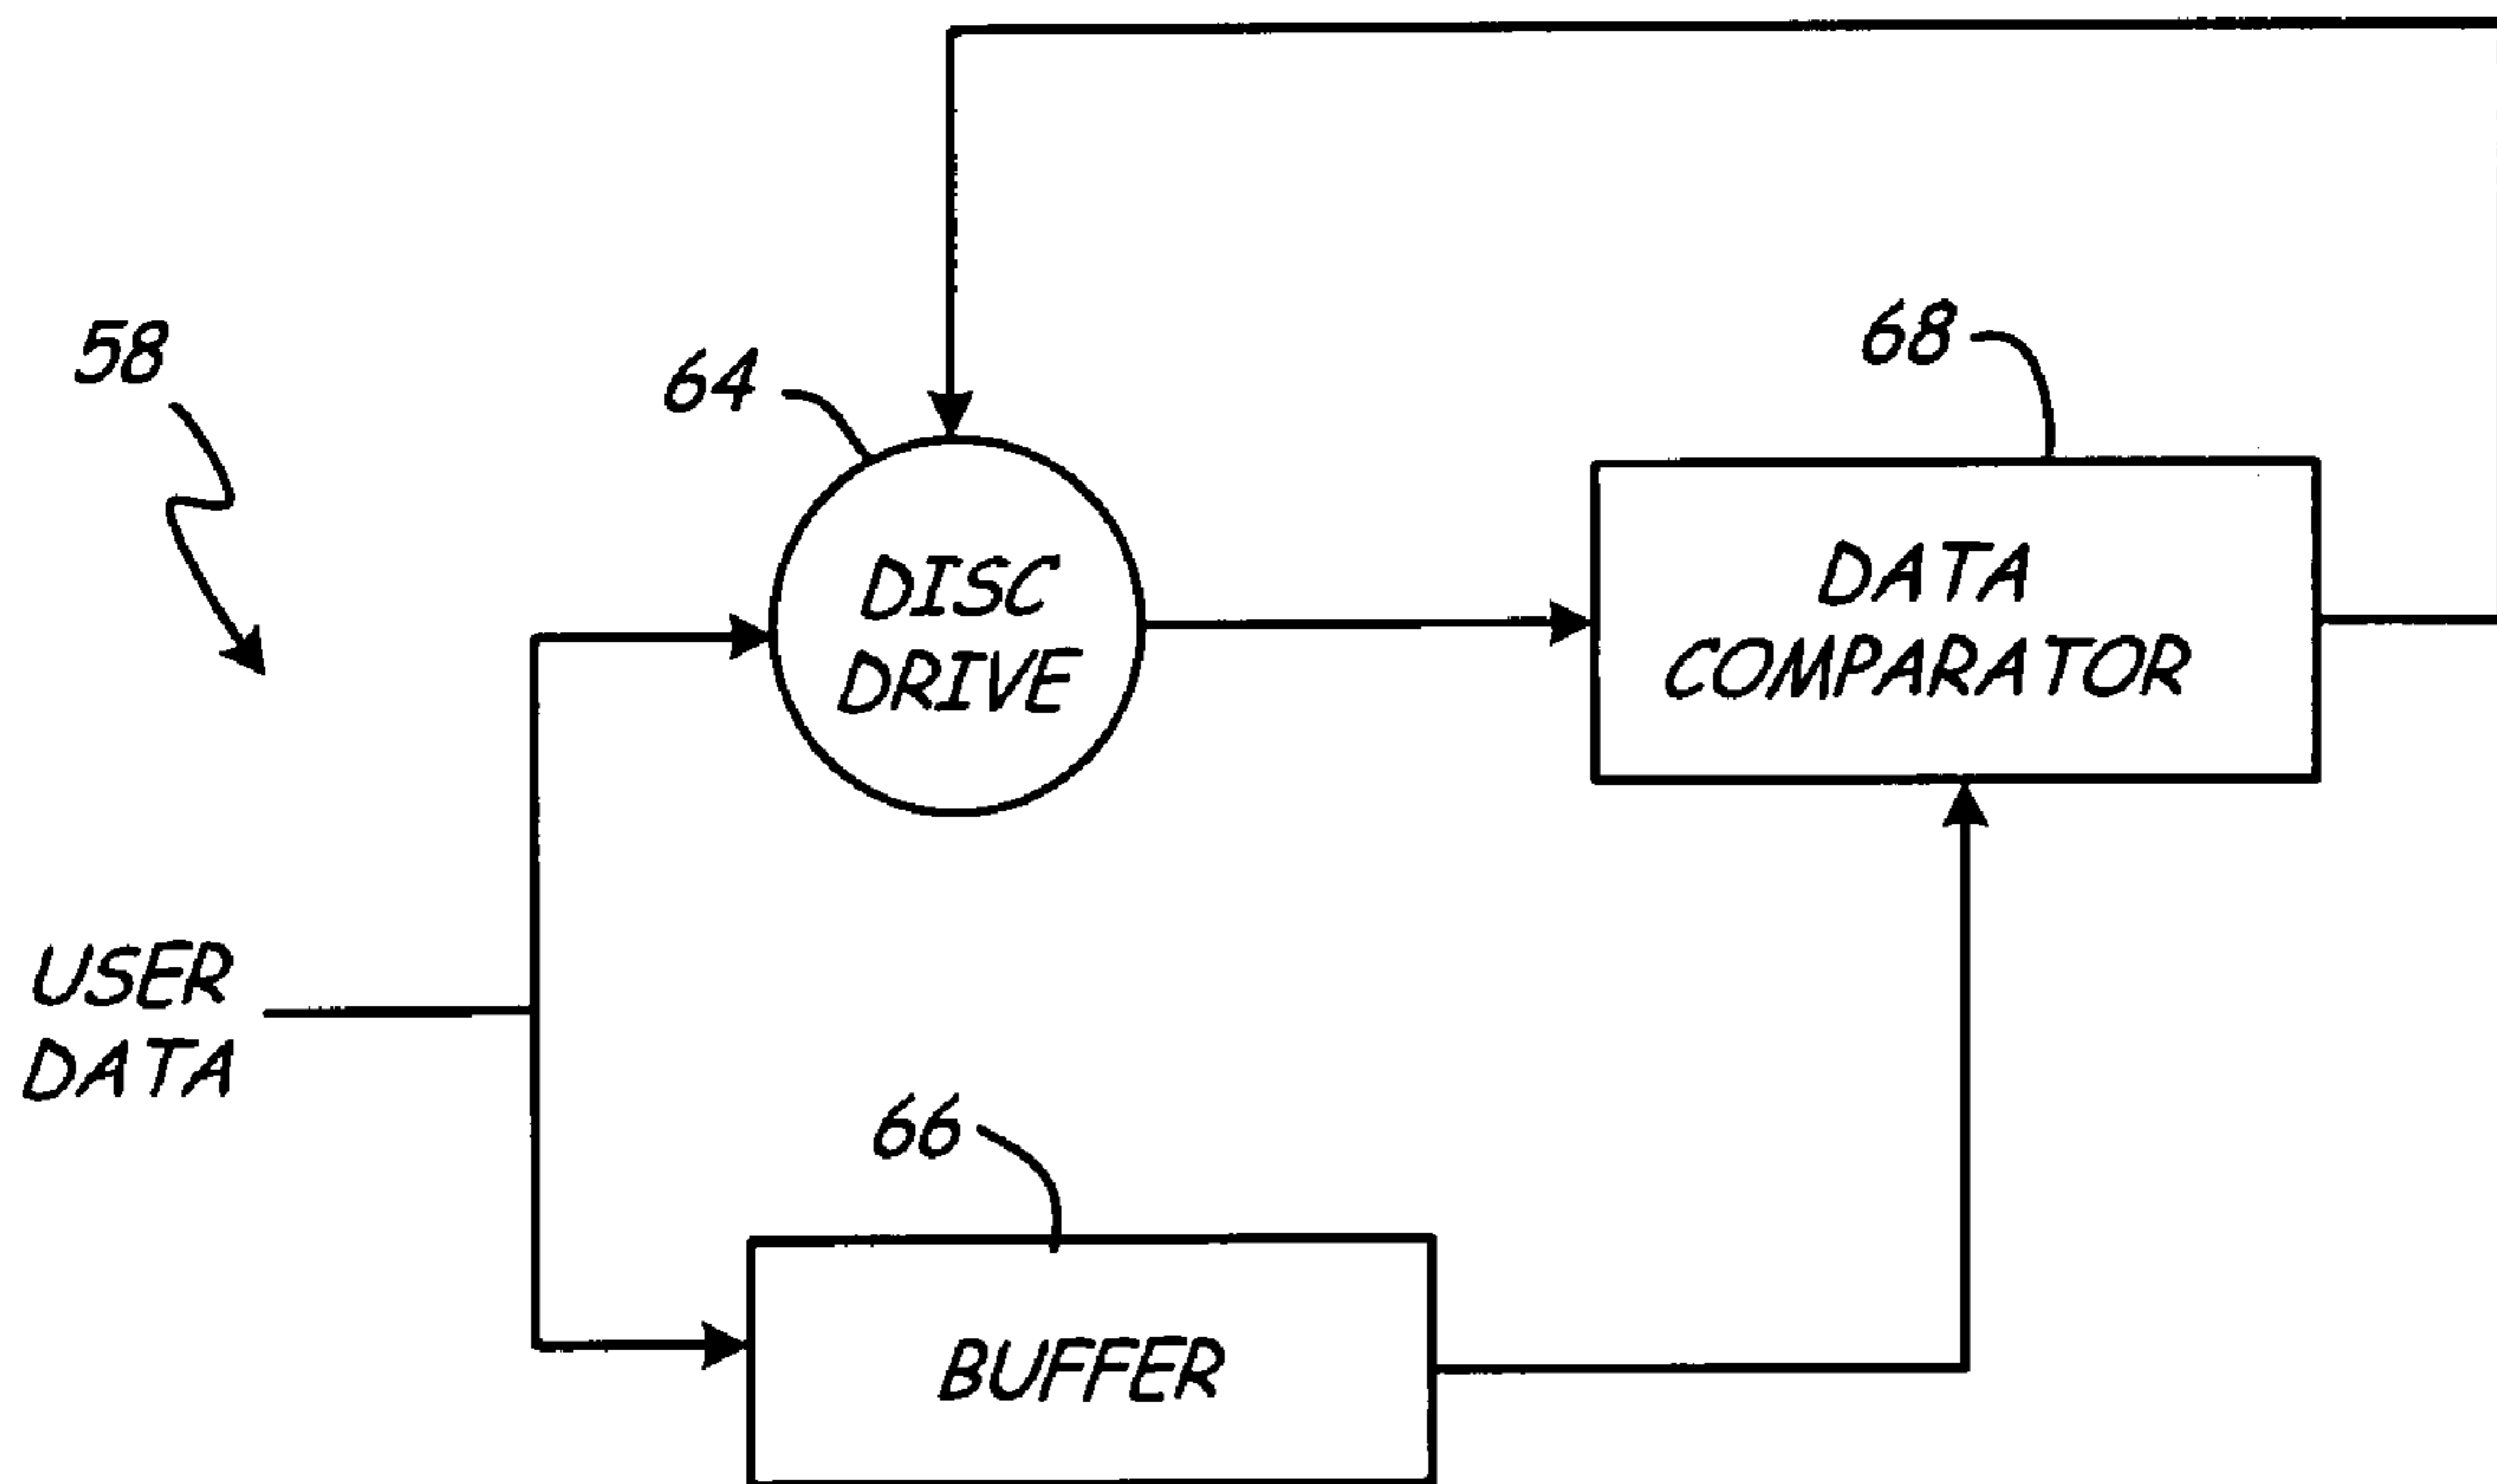 58
64
68
DISC
DRIVE
DATA
COMPARATOR
USER
DATA
66
BUFFER